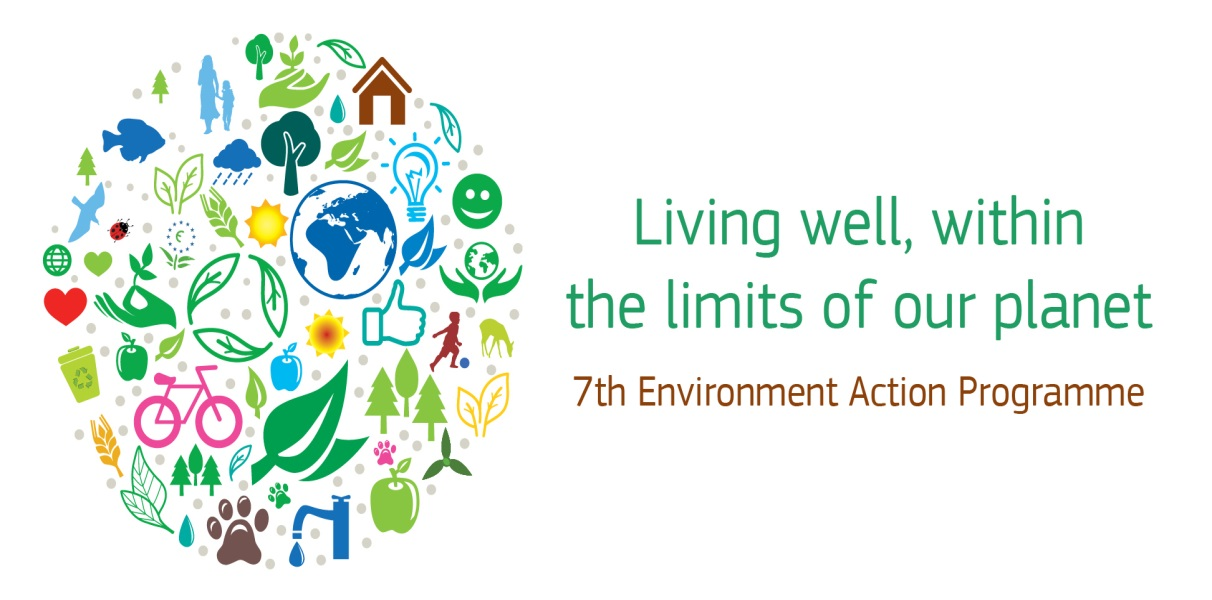 Living well, within
the limits of our planet
7th Environment Action Programme